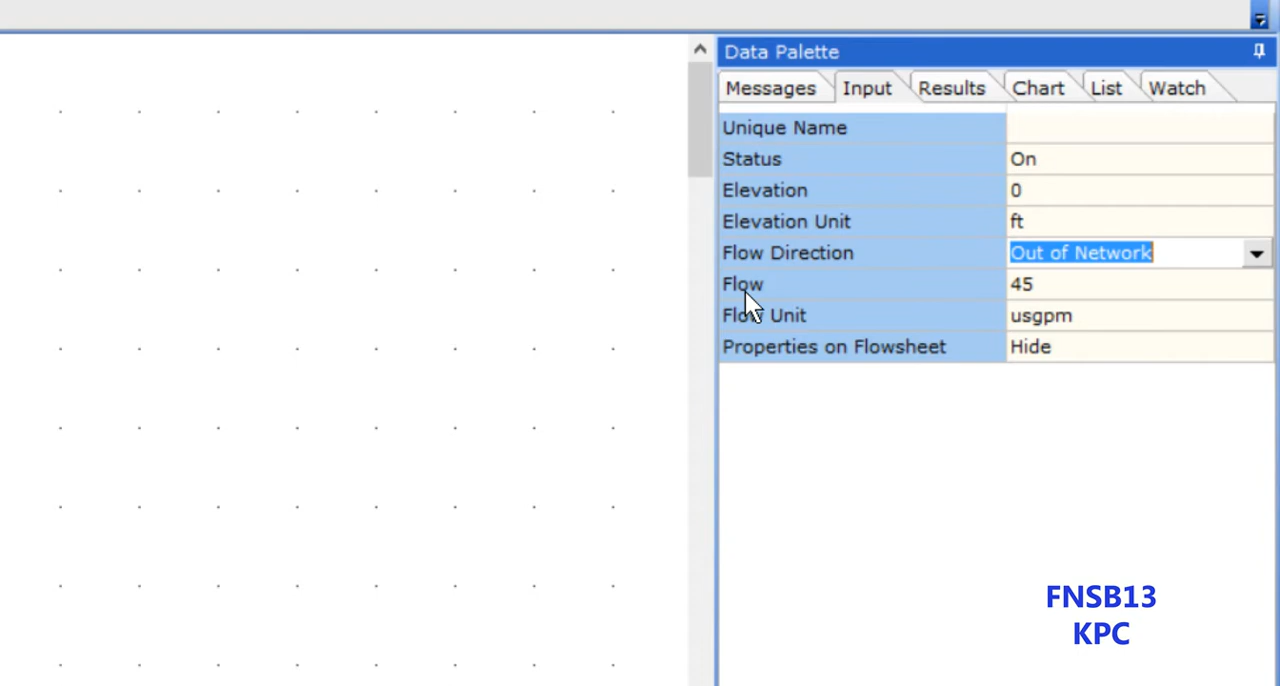 Data Palette
Messages Input Results Chart List Watch
Unique Name
Status On
Elevation 0
Elevation Unit ft
Flow Direction Out of Network
Flow 45
Flow Unit usgpm
Properties on Flowsheet Hide
FNSB13
KPC